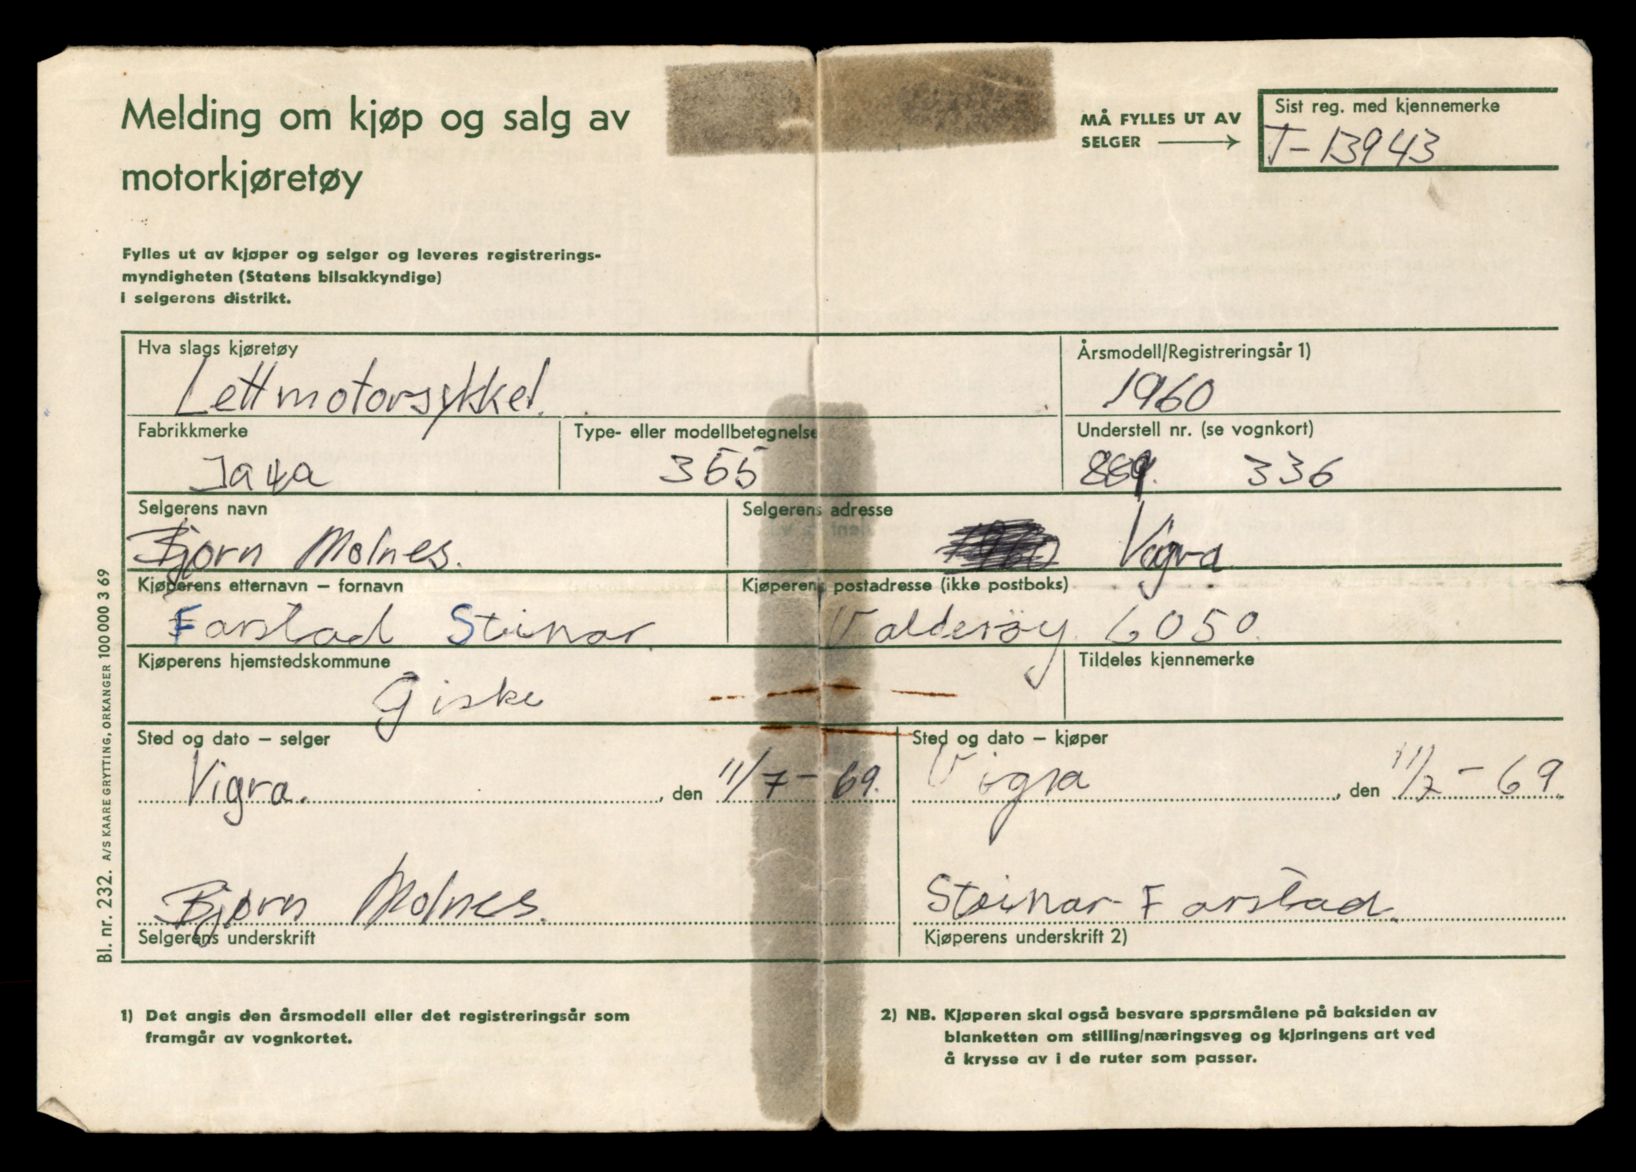 Melding om kjøp og salg av
motorkjøretøy
MÅ FYLLES UT AV
SELGER
Sist reg. med kjennemerke
T-13943
Fylles ut av kjøper og selger og leveres registrerings-
myndigheten (Statens bilsakkyndige)
i selgerens distrikt.
Hva slags kjøretøy
Lettmotorsykkel.
Årsmodell/Registreringsår 1)
1960
Fabrikkmerke
Jawa
Type- eller modellbetegnelse
355
Understell nr. (se vognkort)
336
Selgerens navn
Bjørn Molnes.
Selgerens adresse
Vigra
Kjøperens etternavn – fornavn
Farstad Steinar
Kjøperens postadresse (ikke postboks)
Valderøy. 6050.
Kjøperens hjemstedskommune
Giske
Tildeles kjennemerke
Sted og dato – selger
Vigra. , den 11/7-69.
Sted og dato – kjøper
Vigra , den 11/7-69.
Bjørn Molnes.
Selgerens underskrift
Steinar Farstad.
Kjøperens underskrift 2)
1) Det angis den årsmodell eller det registreringsår som
framgår av vognkortet.
2) NB. Kjøperen skal også besvare spørsmålene på baksiden av
blanketten om stilling/næringsveg og kjøringens art ved
å krysse av i de ruter som passer.
Bl. nr. 232. A/S KAARE GRYTTING, ORKANGER 100 000 3 69